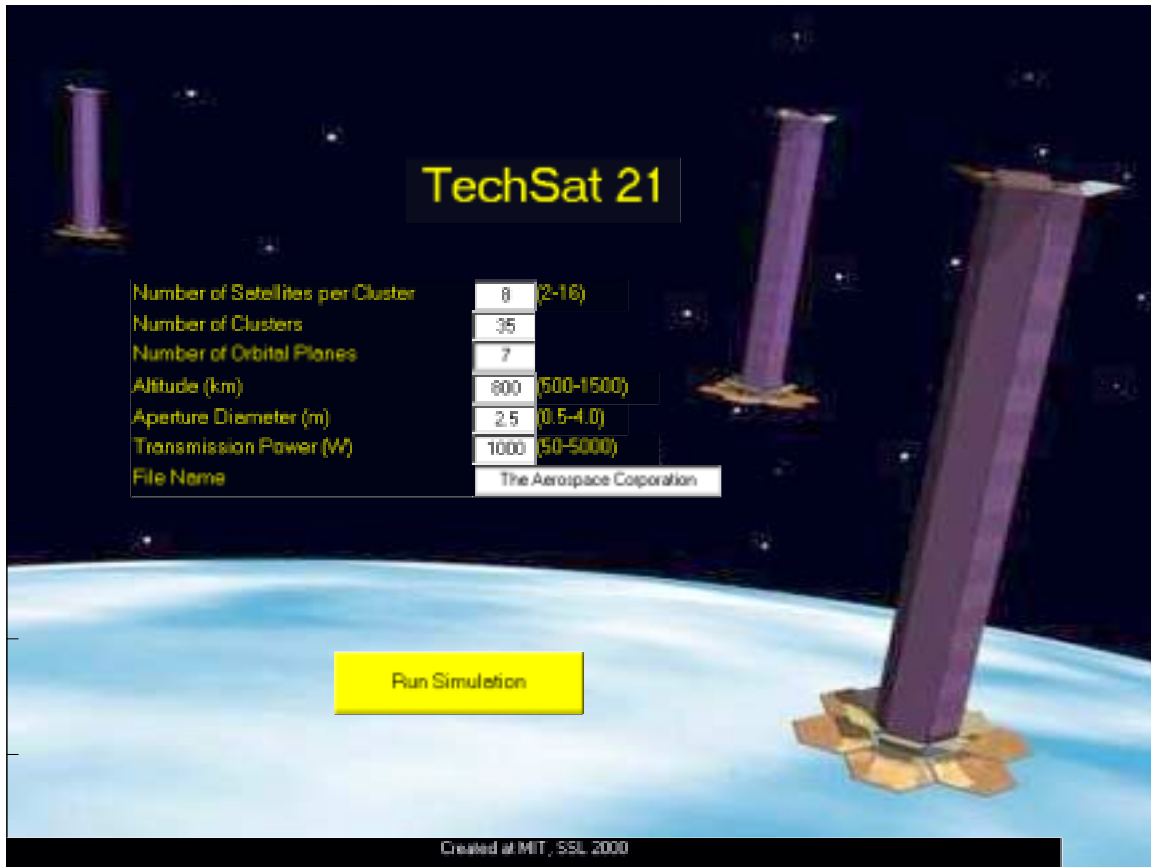 TechSat 21
Number of Satellites per Cluster 8 (2-16)
Number of Clusters 35
Number of Orbital Planes 7
Altitude (km) 800 (500-1500)
Aperture Diameter (m) 2.5 (0.5-4.0)
Transmission Power (W) 1000 (50-5000)
File Name The Aerospace Corporation
Run Simulation
Created at MIT, SSL 2000